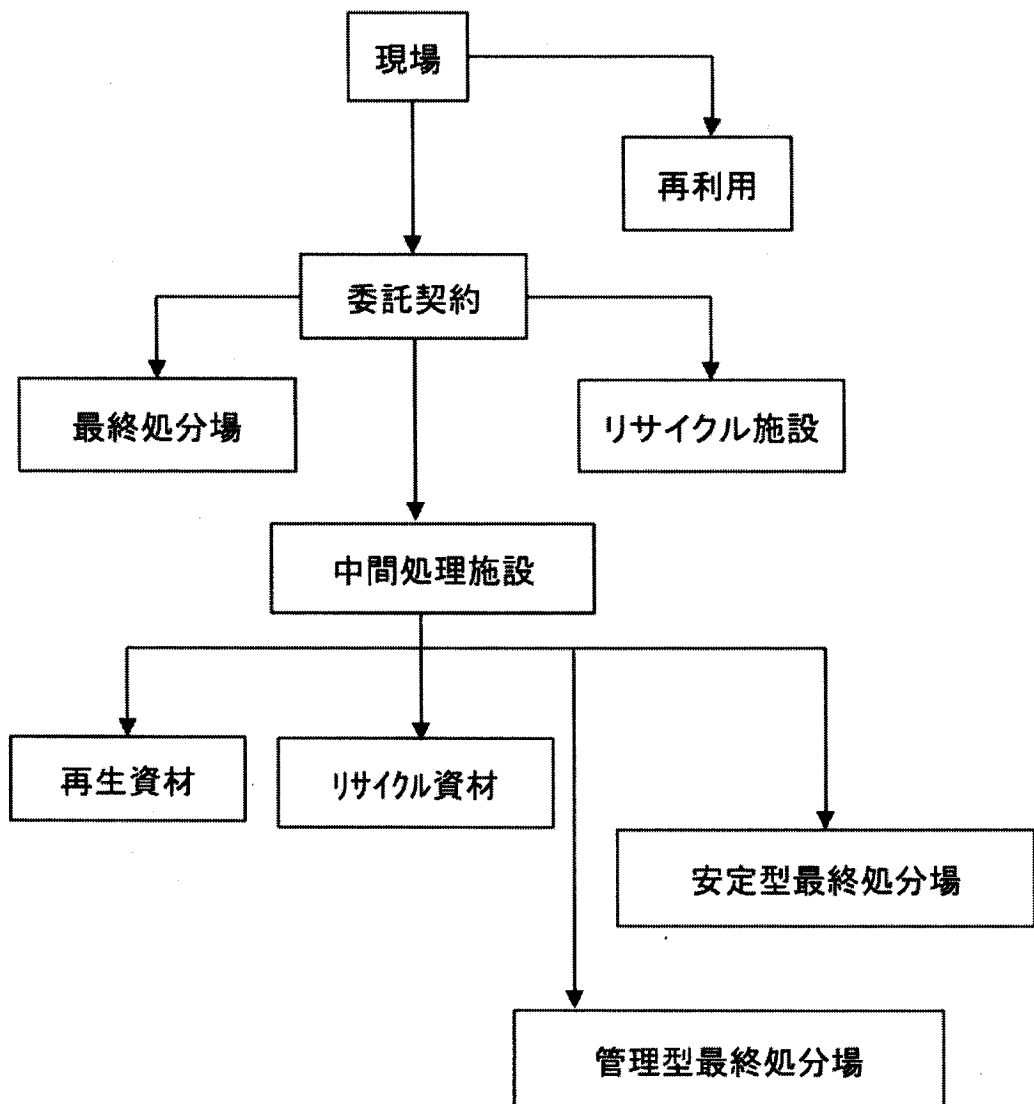 現場
再利用
委託契約
最終処分場
リサイクル施設
中間処理施設
再生資材
ﾘｻｲｸﾙ資材
安定型最終処分場
管理型最終処分場